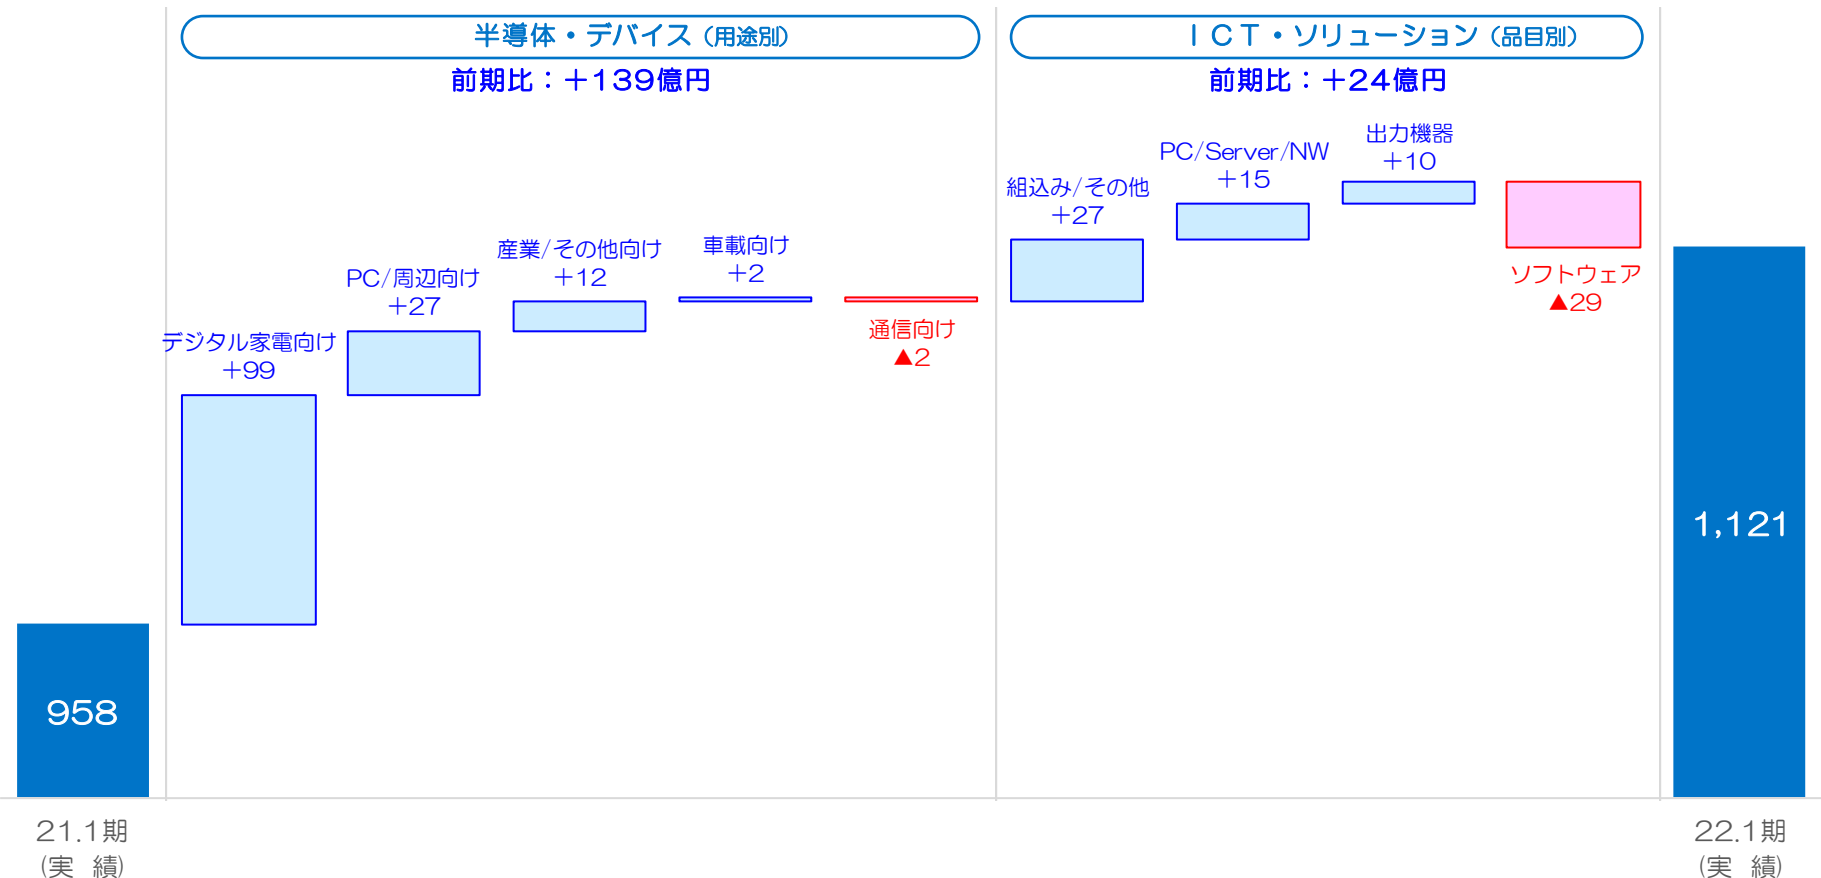 半導体・デバイス（用途別）
前期比：＋139億円
ICT・ソリューション（品目別）
前期比：＋24億円
デジタル家電向け
＋99
PC/周辺向け
＋27
産業/その他向け
＋12
車載向け
＋2
通信向け
▲2
組込み/その他
＋27
PC/Server/NW
＋15
出力機器
＋10
ソフトウェア
▲29
958
1,121
21.1期
(実 績)
22.1期
(実 績)